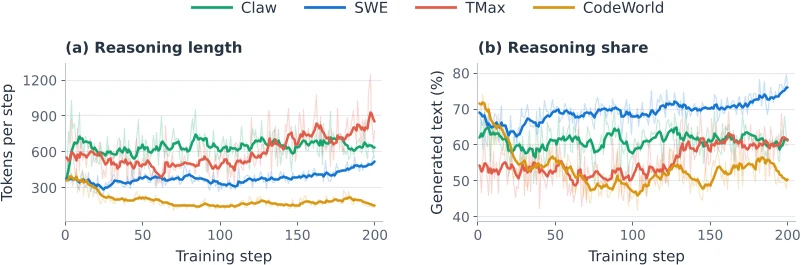 Claw SWE TMax CodeWorld
(a) Reasoning length
Tokens per step
1200
900
600
300
0 50 100 150 200
Training step
(b) Reasoning share
Generated text (%)
80
70
60
50
40
0 50 100 150 200
Training step